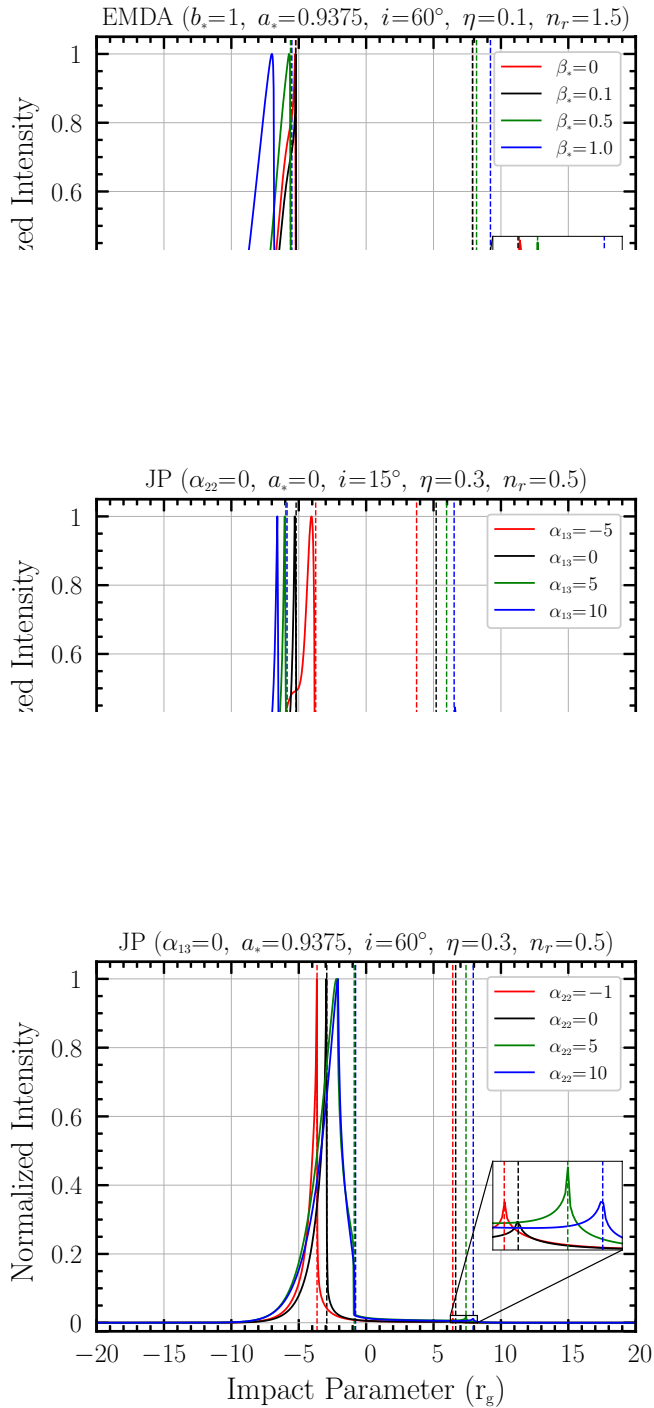 EMDA (b*=1, a*=0.9375, i=60°, η=0.1, n_r=1.5)
1
0.8
0.6
zed Intensity
β*=0
β*=0.1
β*=0.5
β*=1.0
JP (α₂₂=0, a*=0, i=15°, η=0.3, n_r=0.5)
1
0.8
0.6
zed Intensity
α₁₃=−5
α₁₃=0
α₁₃=5
α₁₃=10
JP (α₁₃=0, a*=0.9375, i=60°, η=0.3, n_r=0.5)
1
0.8
0.6
0.4
0.2
0
Normalized Intensity
α₂₂=−1
α₂₂=0
α₂₂=5
α₂₂=10
−20 −15 −10 −5 0 5 10 15 20
Impact Parameter (r_g)